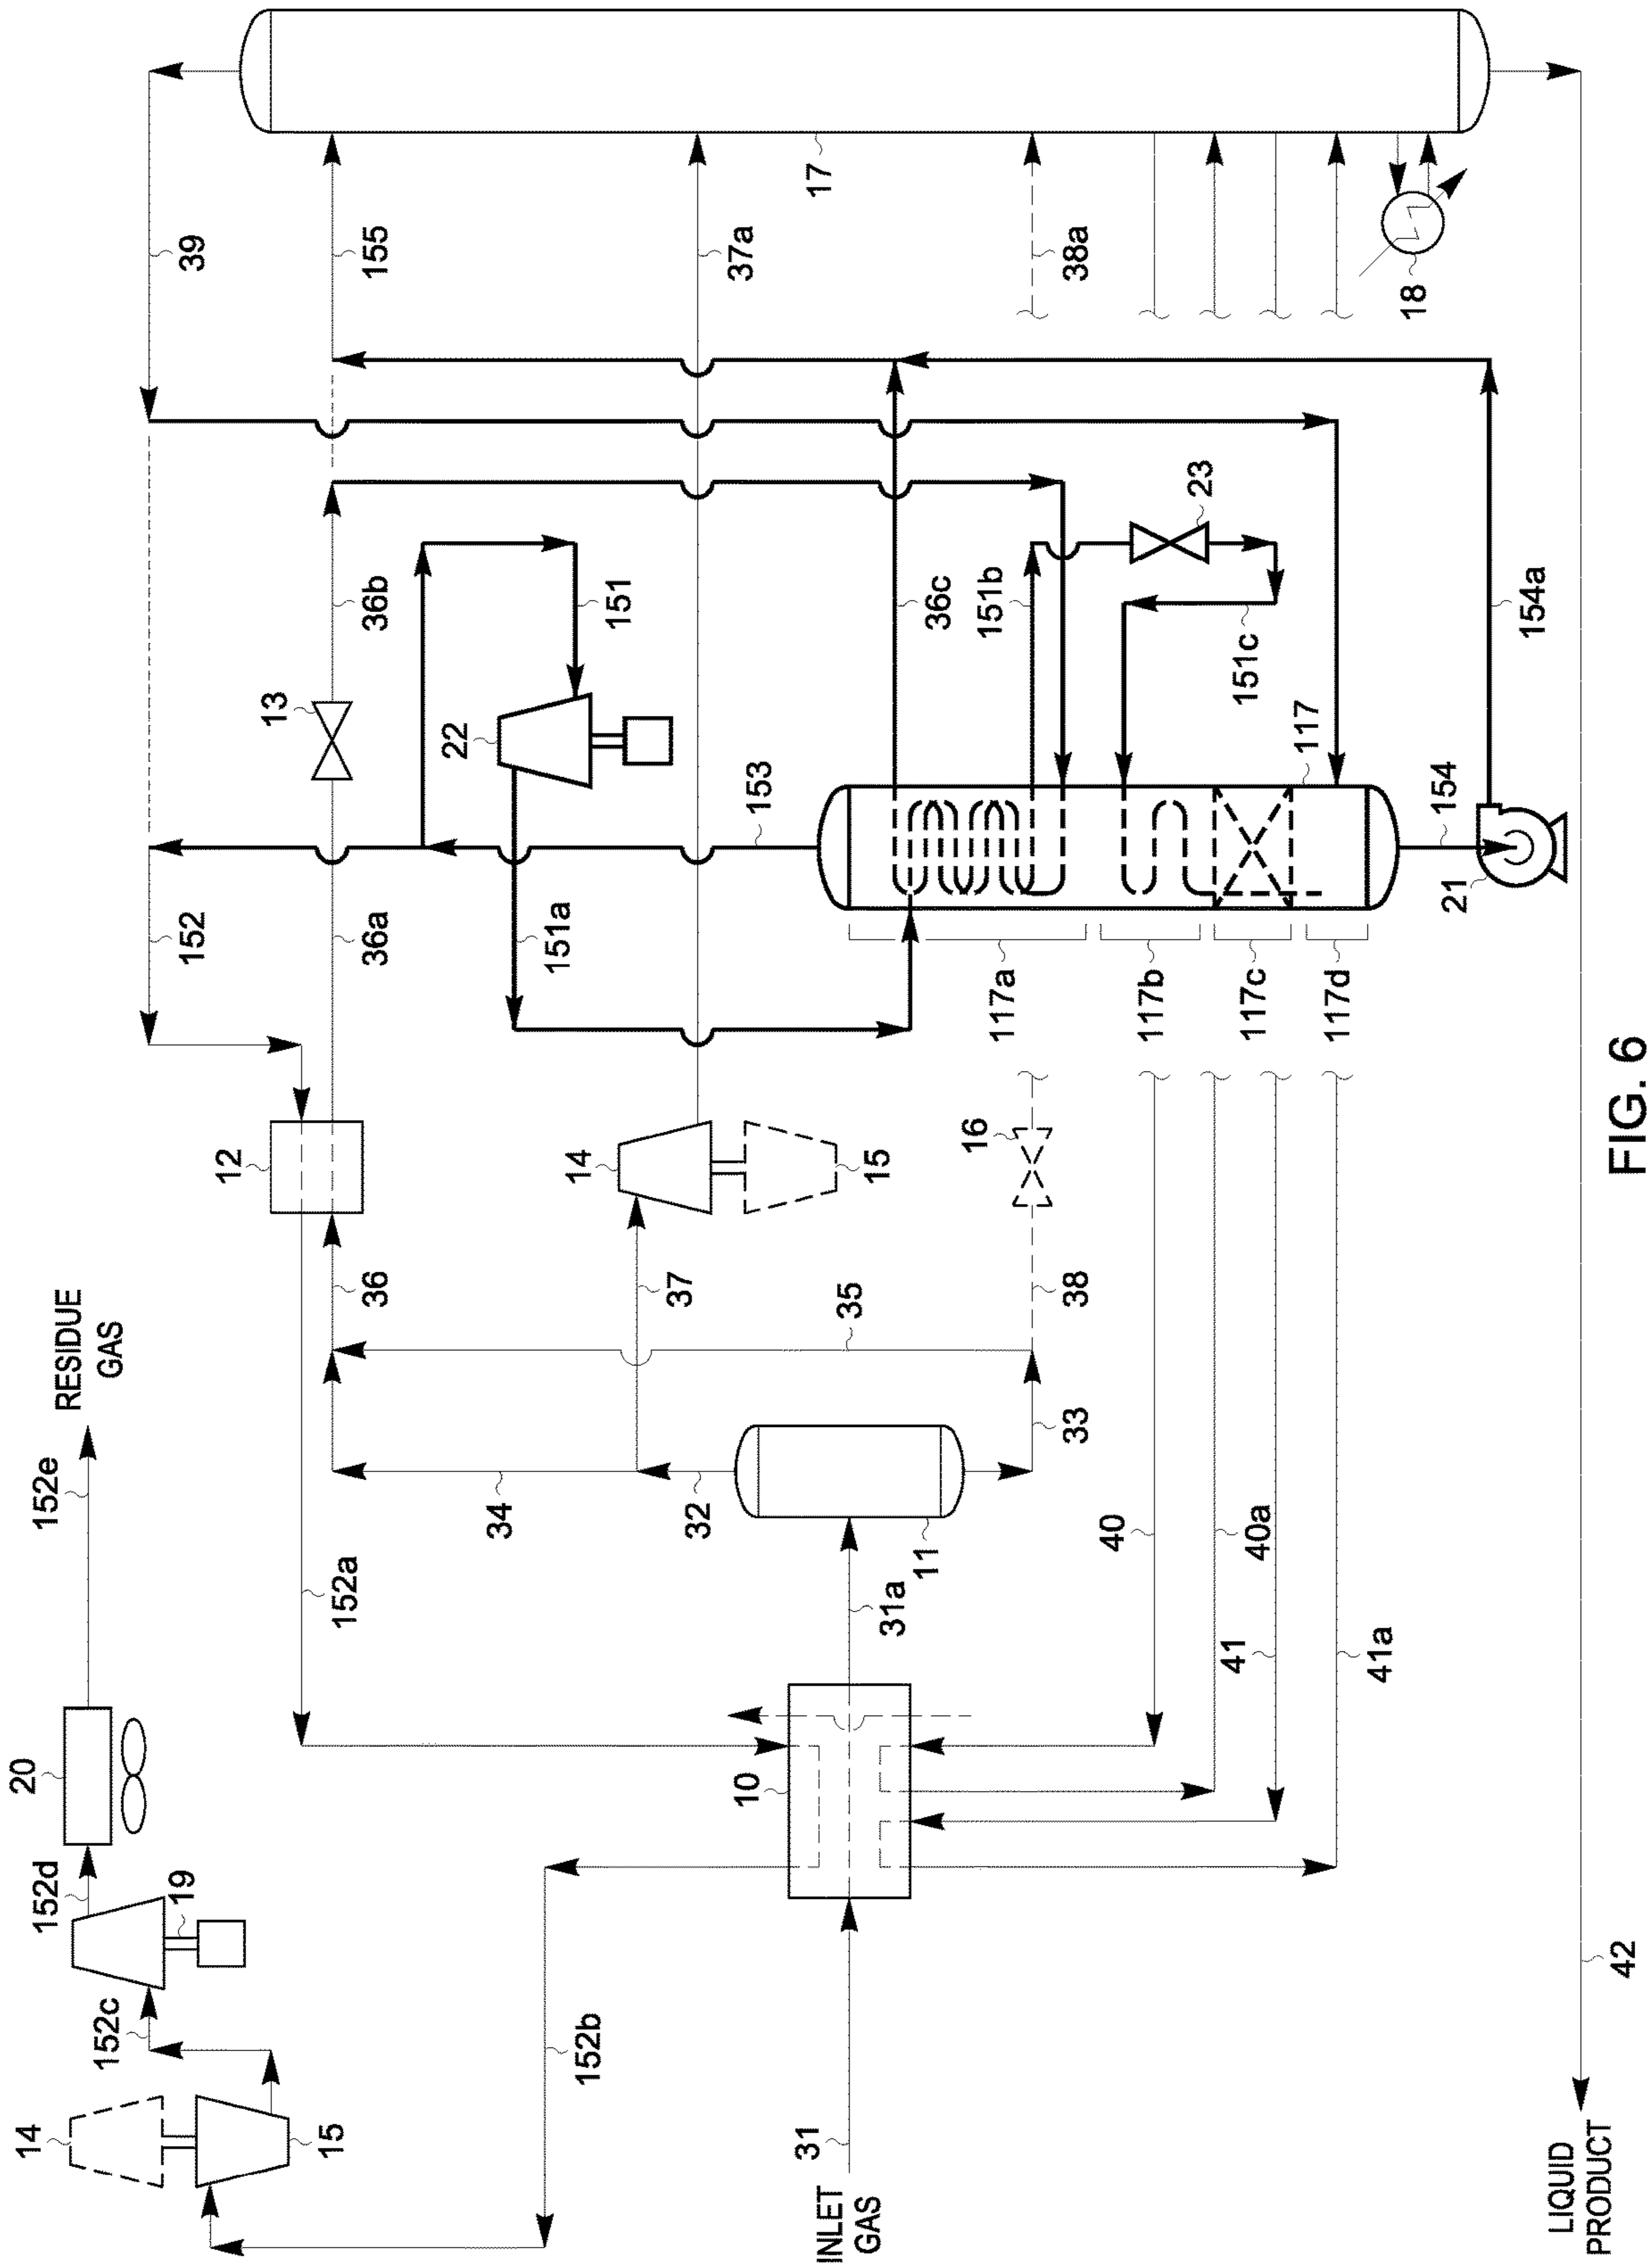 14
20
152d
152e
RESIDUE
GAS
152c
19
152
39
12
13
15
152a
36
36a
36b
155
22
34
151a
14
152b
151
37
32
37a
10
153
31
17
INLET
GAS
35
15
31a
11
36c
16
151b
117a
33
38
38a
40
117b
23
41
151c
117c
40a
117
117d
41a
18
154
21
154a
LIQUID
PRODUCT
42
FIG. 6